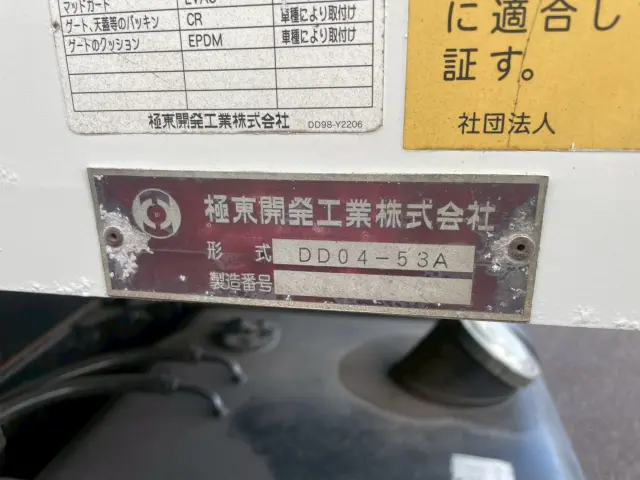 マッドガード EVAC
ゲート、天蓋等のパッキン CR 車種により取付け
ゲートのクッション EPDM 車種により取付け
極東開発工業株式会社 DD98-Y2206
に適合し
証す。
社団法人
極東開発工業株式会社
形式 DD04-53A
製造番号